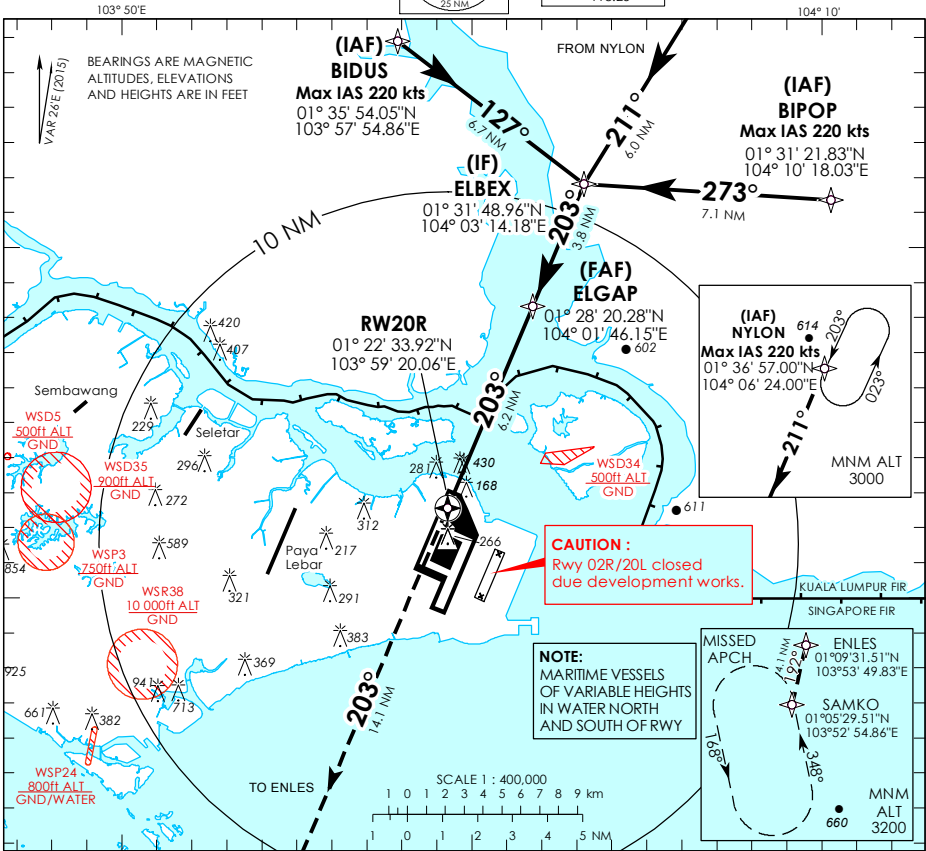 103° 50'E
25 NM
104° 10'
VAR 26'E (2015)
BEARINGS ARE MAGNETIC
ALTITUDES, ELEVATIONS
AND HEIGHTS ARE IN FEET
(IAF)
BIDUS
Max IAS 220 kts
01° 35' 54.05"N
103° 57' 54.86"E
127°
6.7 NM
FROM NYLON
211°
6.0 NM
(IAF)
BIPOP
Max IAS 220 kts
01° 31' 21.83"N
104° 10' 18.03"E
273°
7.1 NM
(IF)
ELBEX
01° 31' 48.96"N
104° 03' 14.18"E
203°
3.8 NM
10 NM
(FAF)
ELGAP
01° 28' 20.28"N
104° 01' 46.15"E
602
RW20R
01° 22' 33.92"N
103° 59' 20.06"E
203°
6.2 NM
(IAF)
NYLON
Max IAS 220 kts
01° 36' 57.00"N
104° 06' 24.00"E
614
203°
023°
211°
MNM ALT
3000
420
407
Sembawang
229
Seletar
296
WSD5
500ft ALT
GND
WSD35
900ft ALT
GND
272
281
430
168
WSD34
500ft ALT
GND
611
312
589
217
266
Paya
Lebar
854
WSP3
750ft ALT
GND
321
291
WSR38
10 000ft ALT
GND
CAUTION :
Rwy 02R/20L closed
due development works.
KUALA LUMPUR FIR
SINGAPORE FIR
383
369
925
941
713
661
382
WSP24
800ft ALT
GND/WATER
203°
14.1 NM
TO ENLES
NOTE:
MARITIME VESSELS
OF VARIABLE HEIGHTS
IN WATER NORTH
AND SOUTH OF RWY
MISSED
APCH
4.1 NM
122°
ENLES
01°09'31.51"N
103°53' 49.83"E
SAMKO
01°05'29.51"N
103°52' 54.86"E
168°
348°
660
MNM
ALT
3200
SCALE 1 : 400,000
1 0 1 2 3 4 5 6 7 8 9 km
1 0 1 2 3 4 5 NM